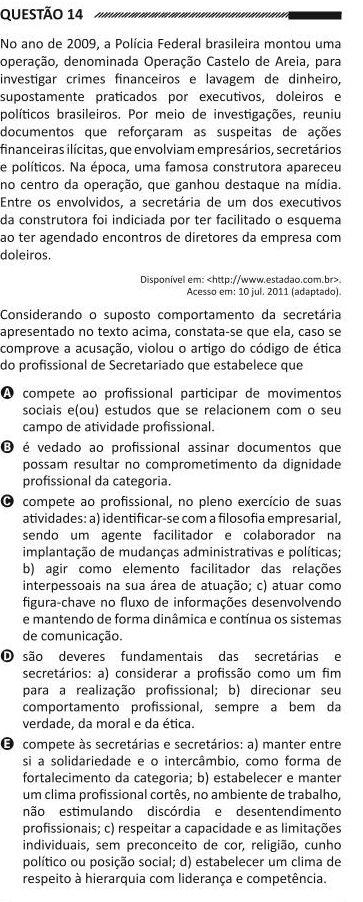 QUESTÃO 14
No ano de 2009, a Polícia Federal brasileira montou uma
operação, denominada Operação Castelo de Areia, para
investigar crimes financeiros e lavagem de dinheiro,
supostamente praticados por executivos, doleiros e
políticos brasileiros. Por meio de investigações, reuniu
documentos que reforçaram as suspeitas de ações
financeiras ilícitas, que envolviam empresários, secretários
e políticos. Na época, uma famosa construtora apareceu
no centro da operação, que ganhou destaque na mídia.
Entre os envolvidos, a secretária de um dos executivos
da construtora foi indiciada por ter facilitado o esquema
ao ter agendado encontros de diretores da empresa com
doleiros.
Disponível em: <http://www.estadao.com.br>.
Acesso em: 10 jul. 2011 (adaptado).
Considerando o suposto comportamento da secretária
apresentado no texto acima, constata-se que ela, caso se
comprove a acusação, violou o artigo do código de ética
do profissional de Secretariado que estabelece que
A compete ao profissional participar de movimentos
sociais e(ou) estudos que se relacionem com o seu
campo de atividade profissional.
B é vedado ao profissional assinar documentos que
possam resultar no comprometimento da dignidade
profissional da categoria.
C compete ao profissional, no pleno exercício de suas
atividades: a) identificar-se com a filosofia empresarial,
sendo um agente facilitador e colaborador na
implantação de mudanças administrativas e políticas;
b) agir como elemento facilitador das relações
interpessoais na sua área de atuação; c) atuar como
figura-chave no fluxo de informações desenvolvendo
e mantendo de forma dinâmica e contínua os sistemas
de comunicação.
D são deveres fundamentais das secretárias e
secretários: a) considerar a profissão como um fim
para a realização profissional; b) direcionar seu
comportamento profissional, sempre a bem da
verdade, da moral e da ética.
E compete às secretárias e secretários: a) manter entre
si a solidariedade e o intercâmbio, como forma de
fortalecimento da categoria; b) estabelecer e manter
um clima profissional cortês, no ambiente de trabalho,
não estimulando discórdia e desentendimento
profissionais; c) respeitar a capacidade e as limitações
individuais, sem preconceito de cor, religião, cunho
político ou posição social; d) estabelecer um clima de
respeito à hierarquia com liderança e competência.